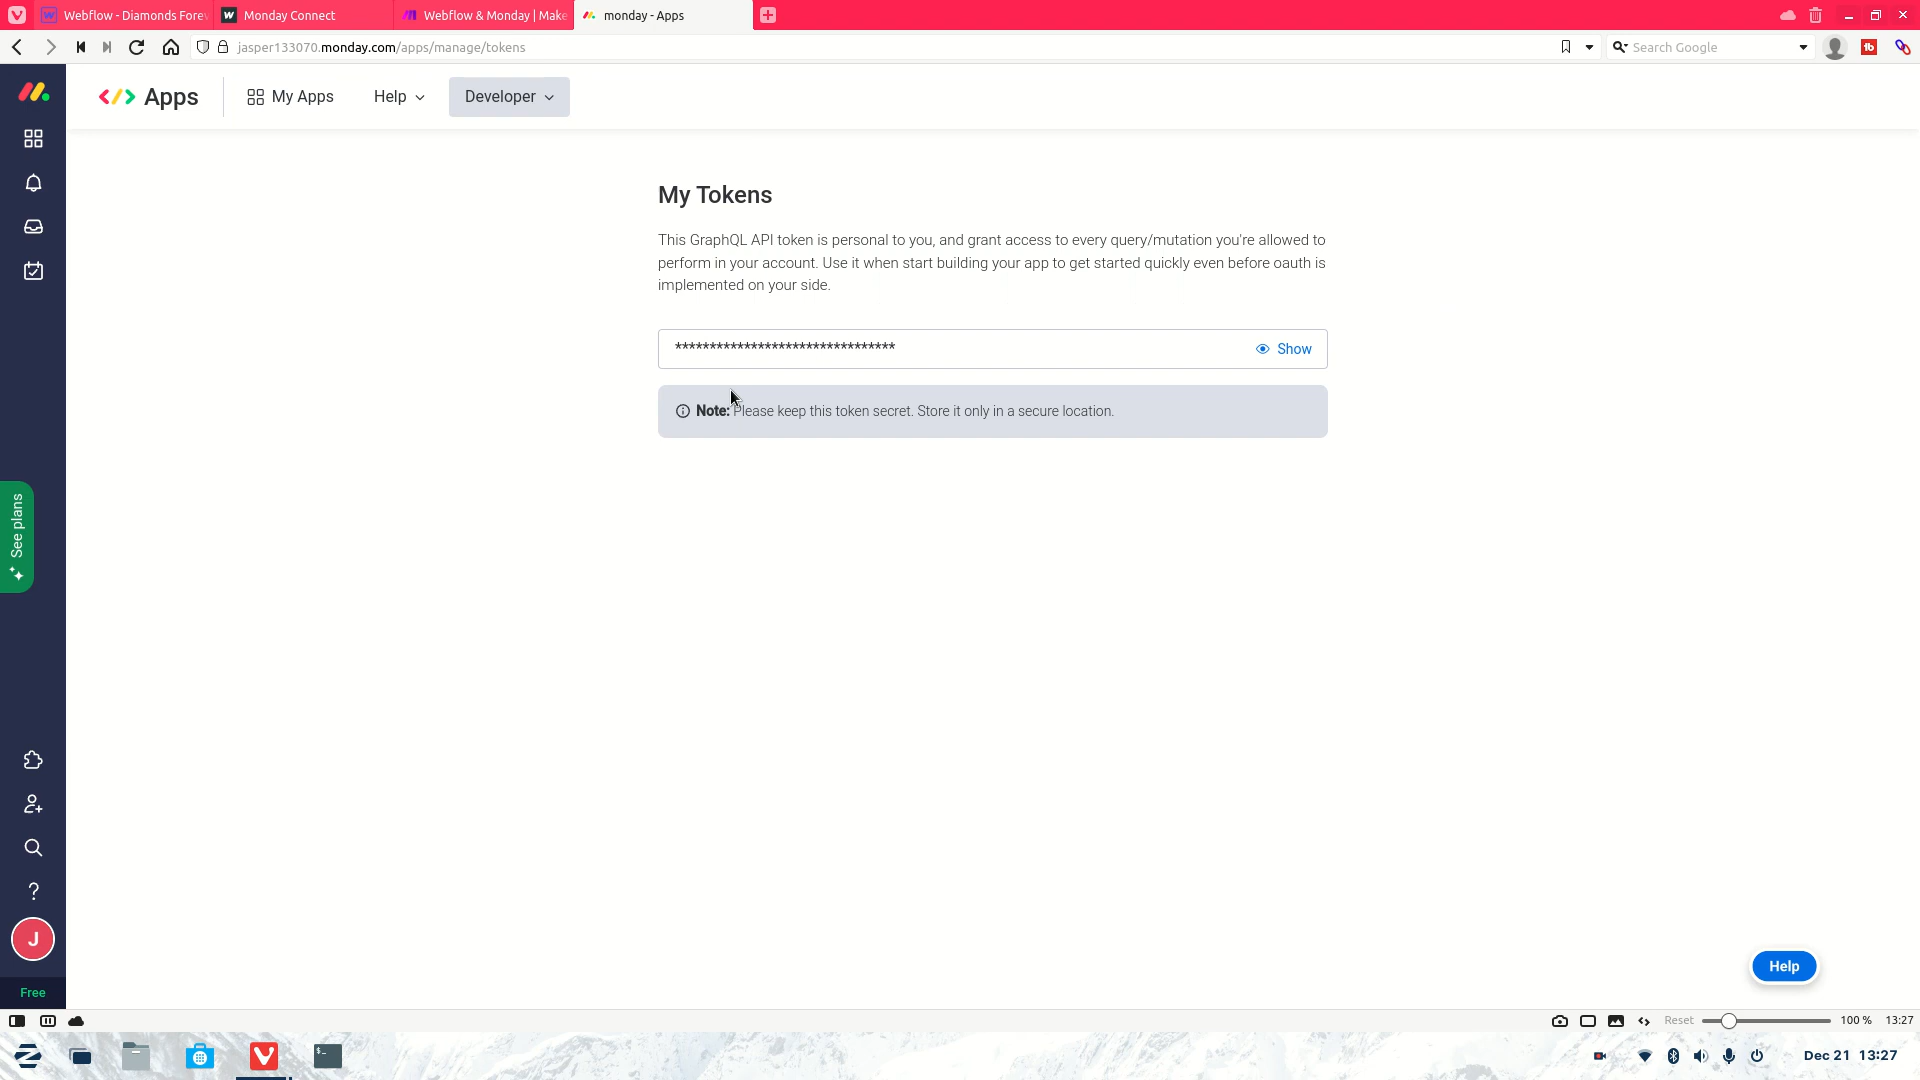 Webflow - Diamonds Forev
Monday Connect
Webflow & Monday | Make
monday - Apps
jasper133070.monday.com/apps/manage/tokens
Search Google
Apps
My Apps
Help
Developer
My Tokens
This GraphQL API token is personal to you, and grant access to every query/mutation you're allowed to
perform in your account. Use it when start building your app to get started quickly even before oauth is
implemented on your side.
********************************
Show
Note: Please keep this token secret. Store it only in a secure location.
See plans
J
Free
Help
Reset
100 %
13:27
Dec 21 13:27